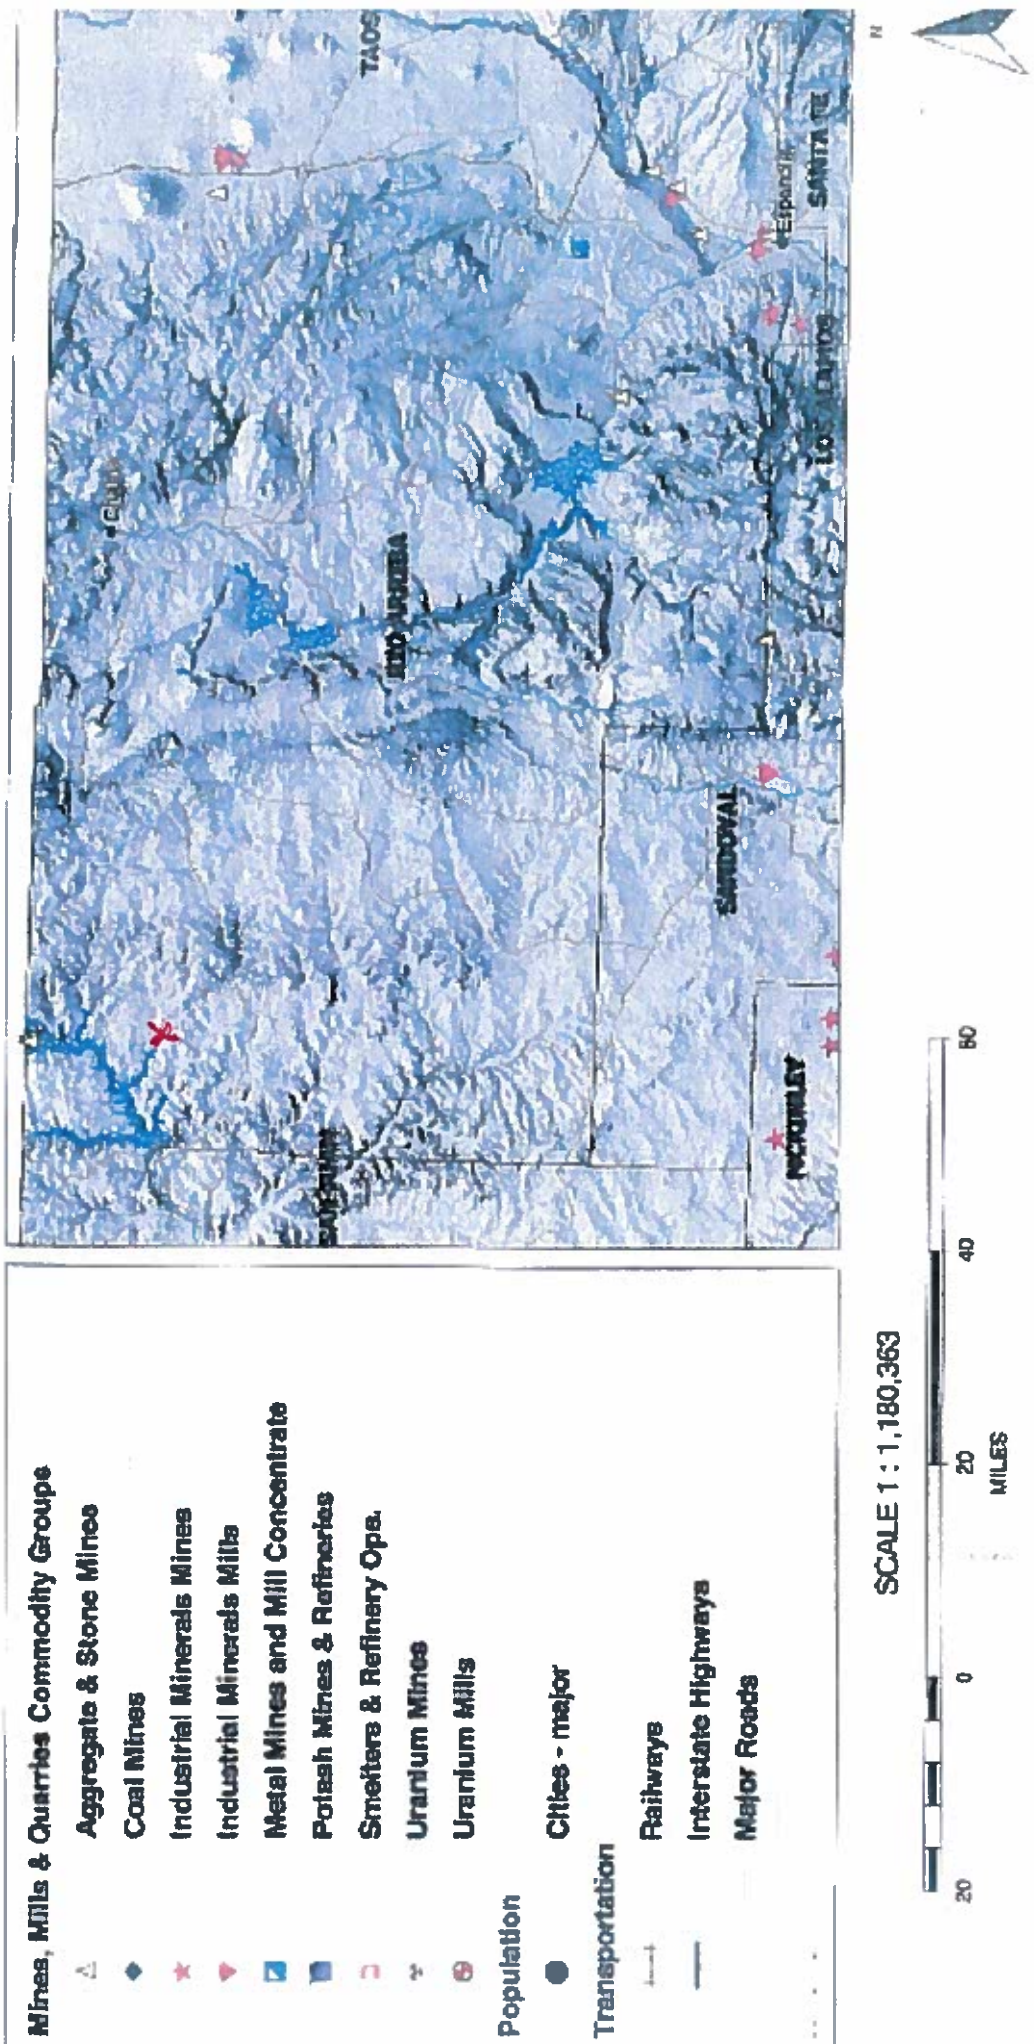 Mines, Mills & Quarries Commodity Groups
Aggregate & Stone Mines
Coal Mines
Industrial Minerals Mines
Industrial Minerals Mills
Metal Mines and Mill Concentrate
Potash Mines & Refineries
Smelters & Refinery Ops.
Uranium Mines
Uranium Mills
Population
Cities - major
Transportation
Railways
Interstate Highways
Major Roads
Chama
TAOS
RIO ARRIBA
SAN JUAN
SANDOVAL
MCKINLEY
LOS ALAMOS
Espanola
SANTA FE
N
SCALE 1 : 1,180,363
20 0 20 40 60
MILES